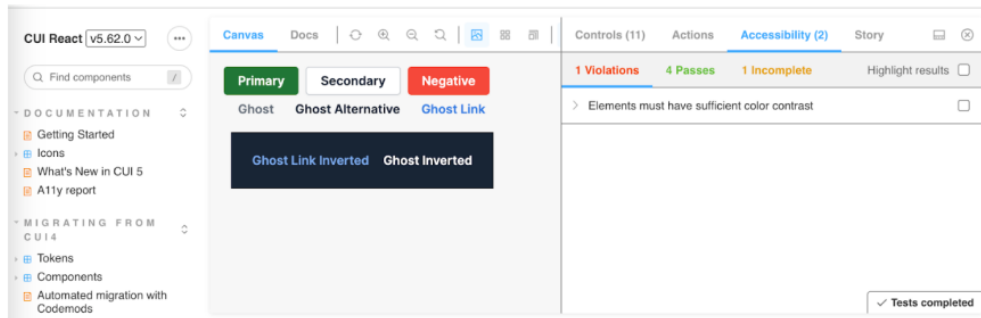 CUI React v5.62.0
Find components /
DOCUMENTATION
Getting Started
Icons
What's New in CUI 5
A11y report
MIGRATING FROM
CUI4
Tokens
Components
Automated migration with
Codemods
Canvas Docs
Primary Secondary Negative
Ghost Ghost Alternative Ghost Link
Ghost Link Inverted Ghost Inverted
Controls (11) Actions Accessibility (2) Story
1 Violations 4 Passes 1 Incomplete Highlight results
Elements must have sufficient color contrast
Tests completed